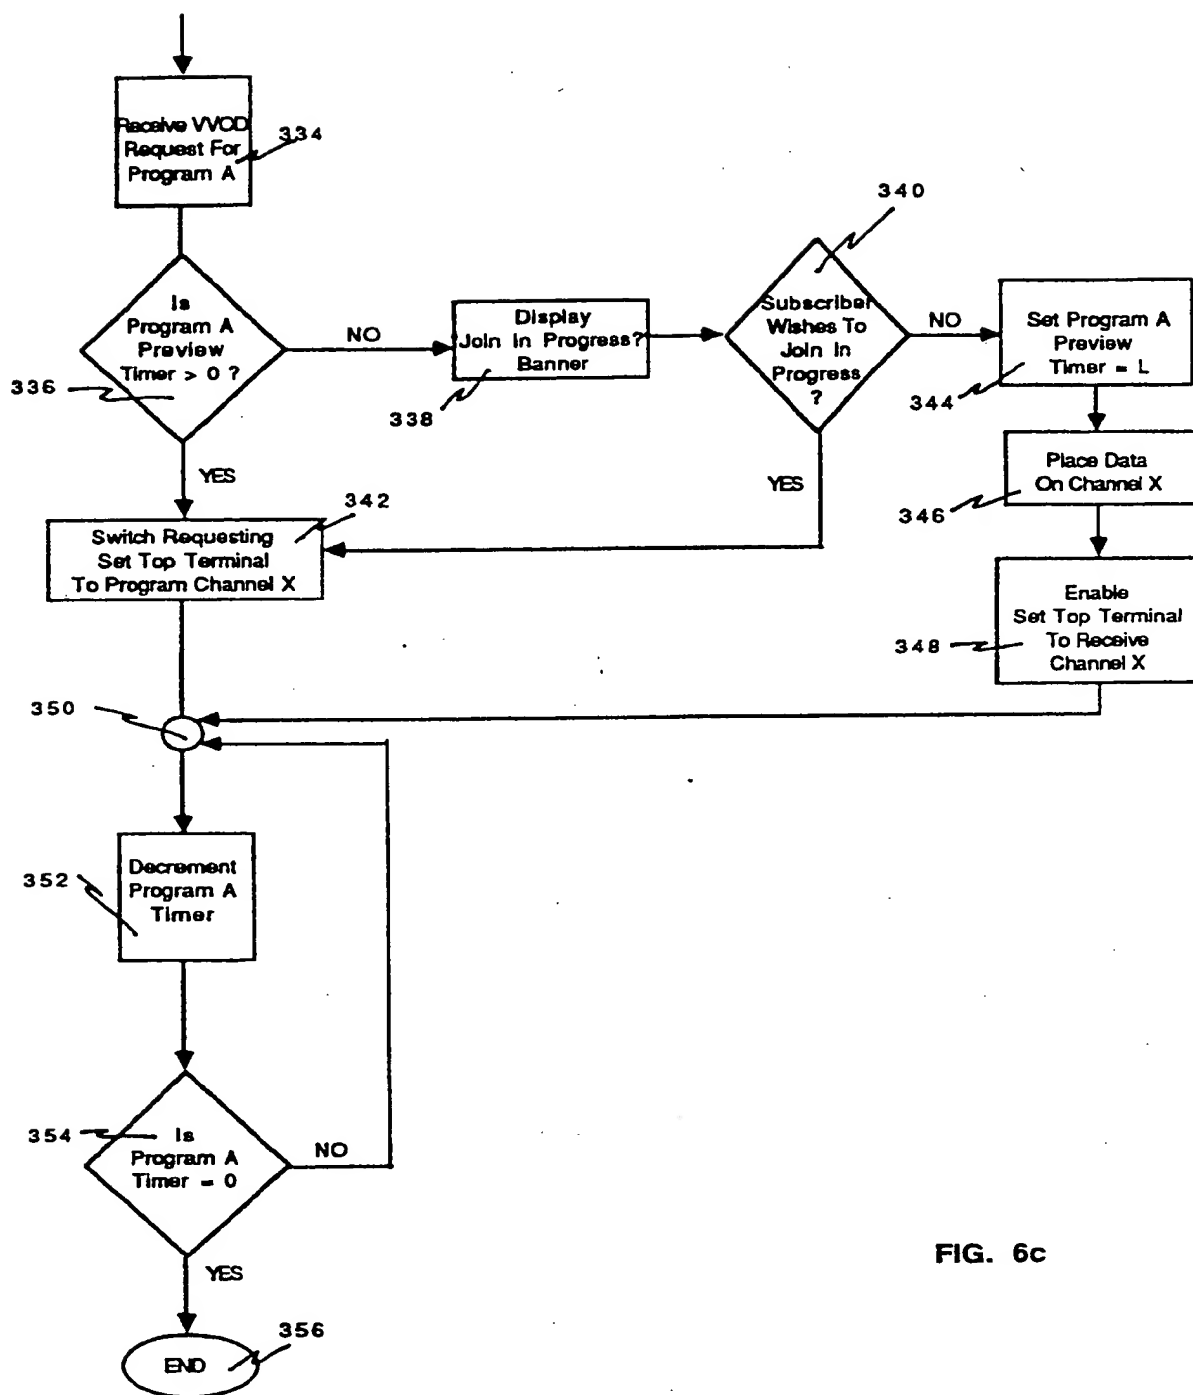 Receive VVOD
Request For
Program A
334
Is
Program A
Preview
Timer > 0 ?
336
NO
YES
Display
Join In Progress?
Banner
338
340
Subscriber
Wishes To
Join In
Progress
?
NO
YES
Set Program A
Preview
Timer = L
344
Place Data
On Channel X
346
Enable
Set Top Terminal
To Receive
Channel X
348
342
Switch Requesting
Set Top Terminal
To Program Channel X
350
Decrement
Program A
Timer
352
354
Is
Program A
Timer = 0
NO
YES
END
356
FIG. 6c